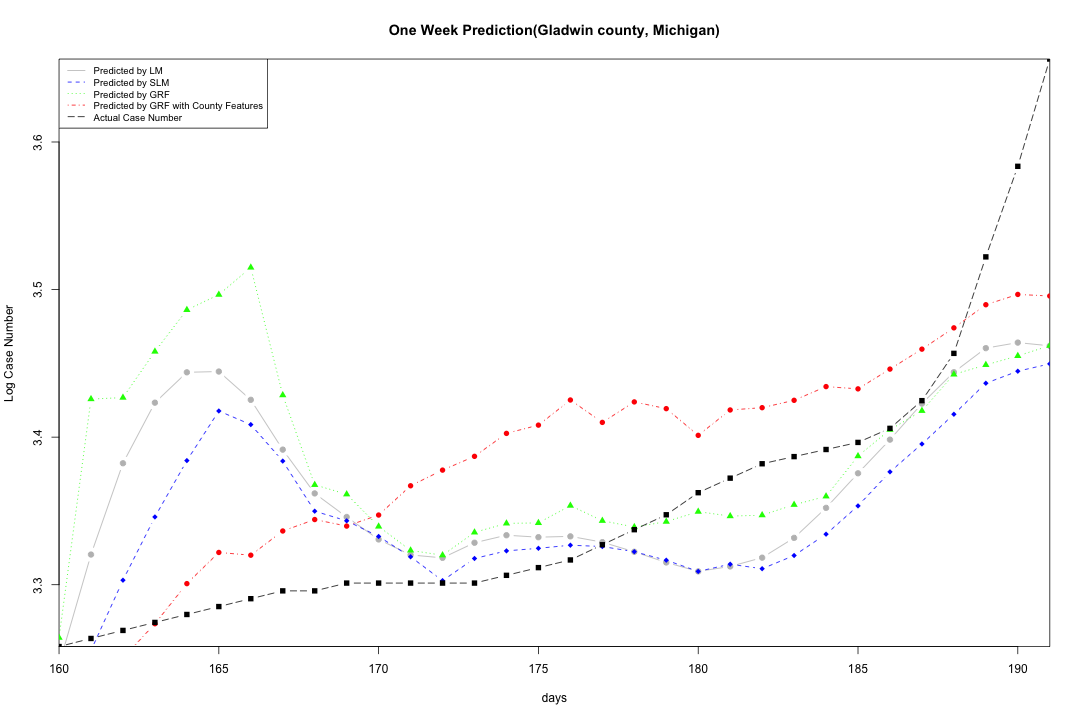 One Week Prediction(Gladwin county, Michigan)
Predicted by LM
Predicted by SLM
Predicted by GRF
Predicted by GRF with County Features
Actual Case Number
Log Case Number
3.6
3.5
3.4
3.3
160 165 170 175 180 185 190
days